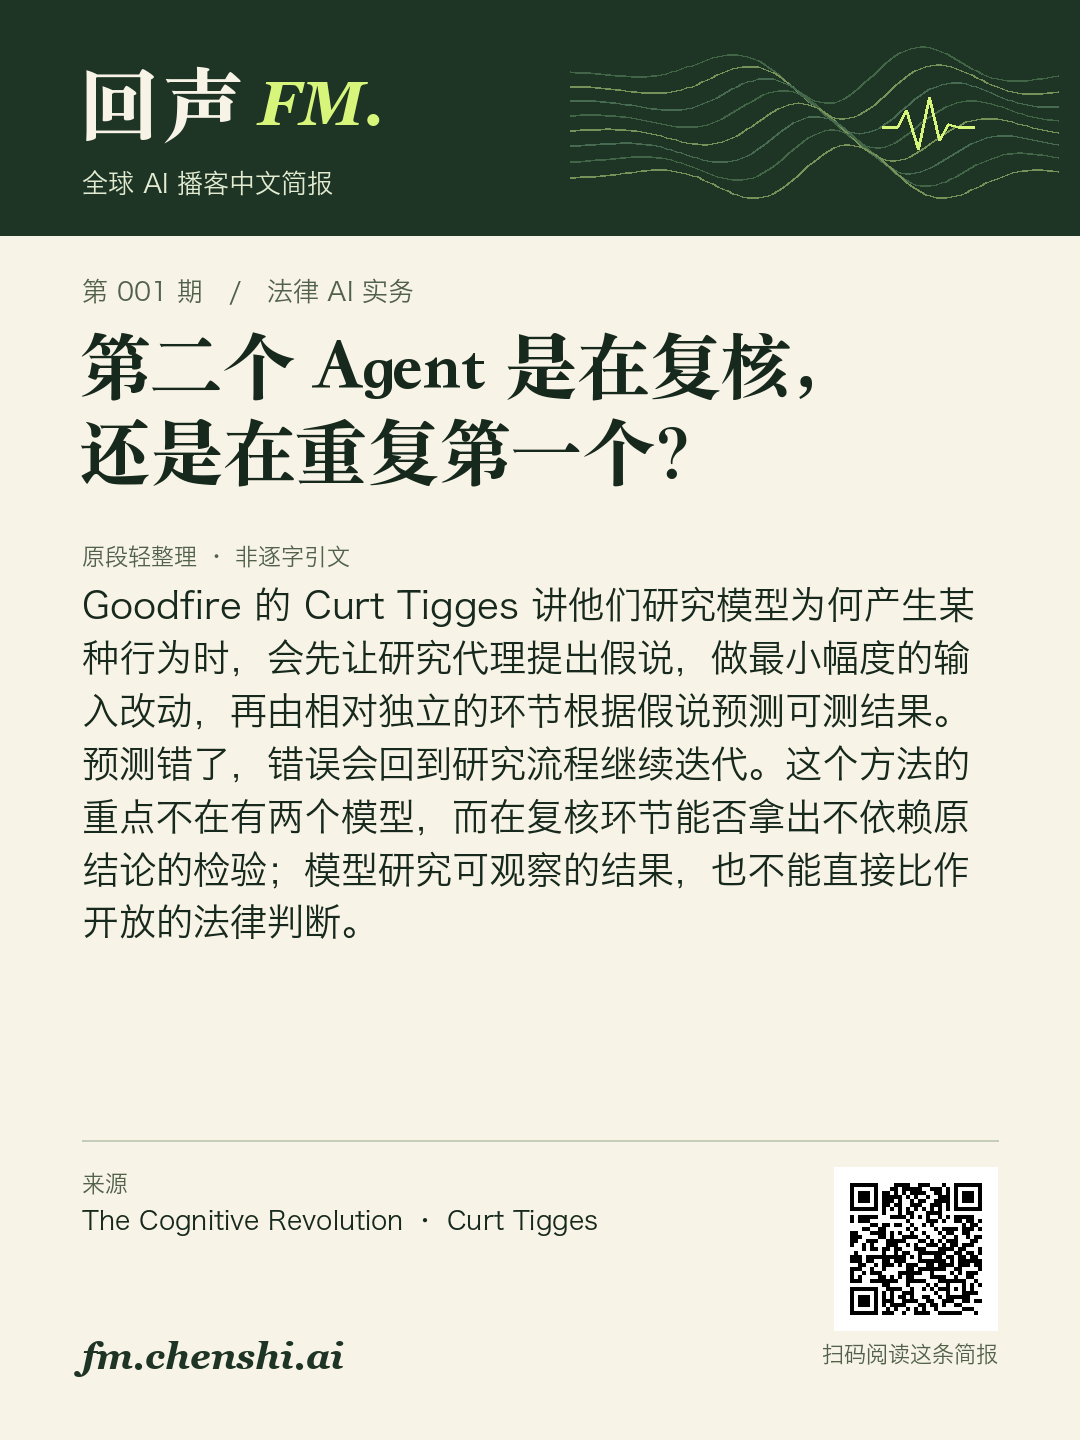 回声 FM.
全球 AI 播客中文简报
第 001 期 / 法律 AI 实务
第二个 Agent 是在复核，
还是在重复第一个？
原段轻整理 · 非逐字引文
Goodfire 的 Curt Tigges 讲他们研究模型为何产生某
种行为时，会先让研究代理提出假说，做最小幅度的输
入改动，再由相对独立的环节根据假说预测可测结果。
预测错了，错误会回到研究流程继续迭代。这个方法的
重点不在有两个模型，而在复核环节能否拿出不依赖原
结论的检验；模型研究可观察的结果，也不能直接比作
开放的法律判断。
来源
The Cognitive Revolution · Curt Tigges
fm.chenshi.ai
扫码阅读这条简报